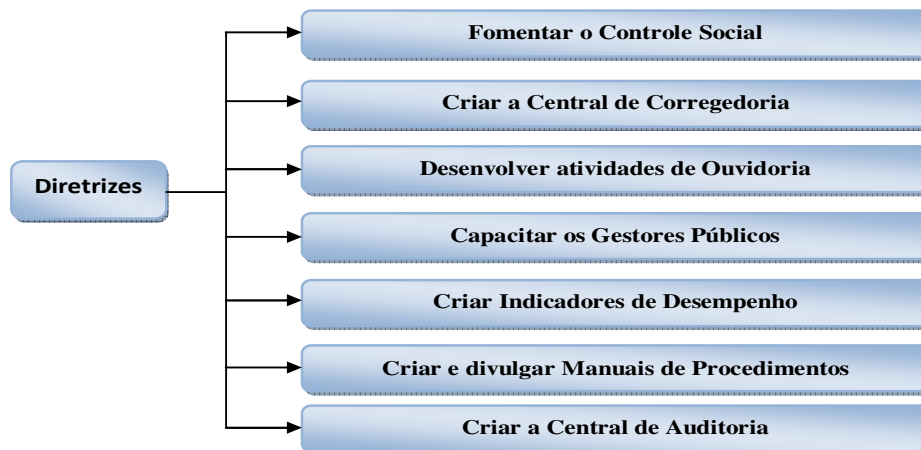 Fomentar o Controle Social
Criar a Central de Corregedoria
Desenvolver atividades de Ouvidoria
Diretrizes
Capacitar os Gestores Públicos
Criar Indicadores de Desempenho
Criar e divulgar Manuais de Procedimentos
Criar a Central de Auditoria